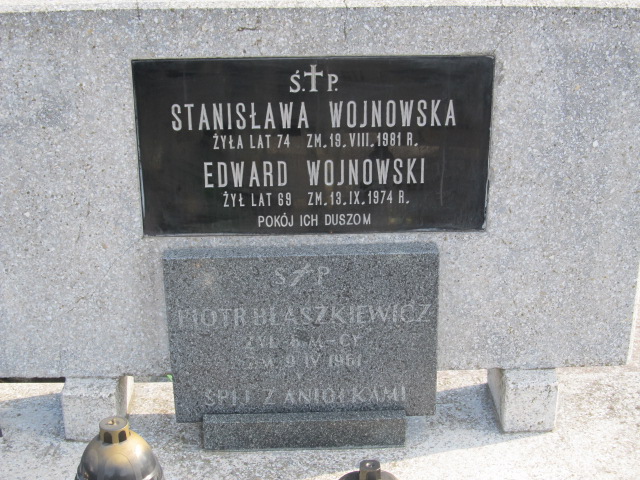 Ś.✝P.
STANISŁAWA WOJNOWSKA
ŻYŁA LAT 74 ZM. 19. VIII. 1981 R.
EDWARD WOJNOWSKI
ŻYŁ LAT 69 ZM. 13. IX. 1974 R.
POKÓJ ICH DUSZOM
S✝P
PIOTR BŁASZKIEWICZ
ŻYŁ 6 M-CY
ZM. 9 IV 1961
ŚPIJ Z ANIOŁKAMI